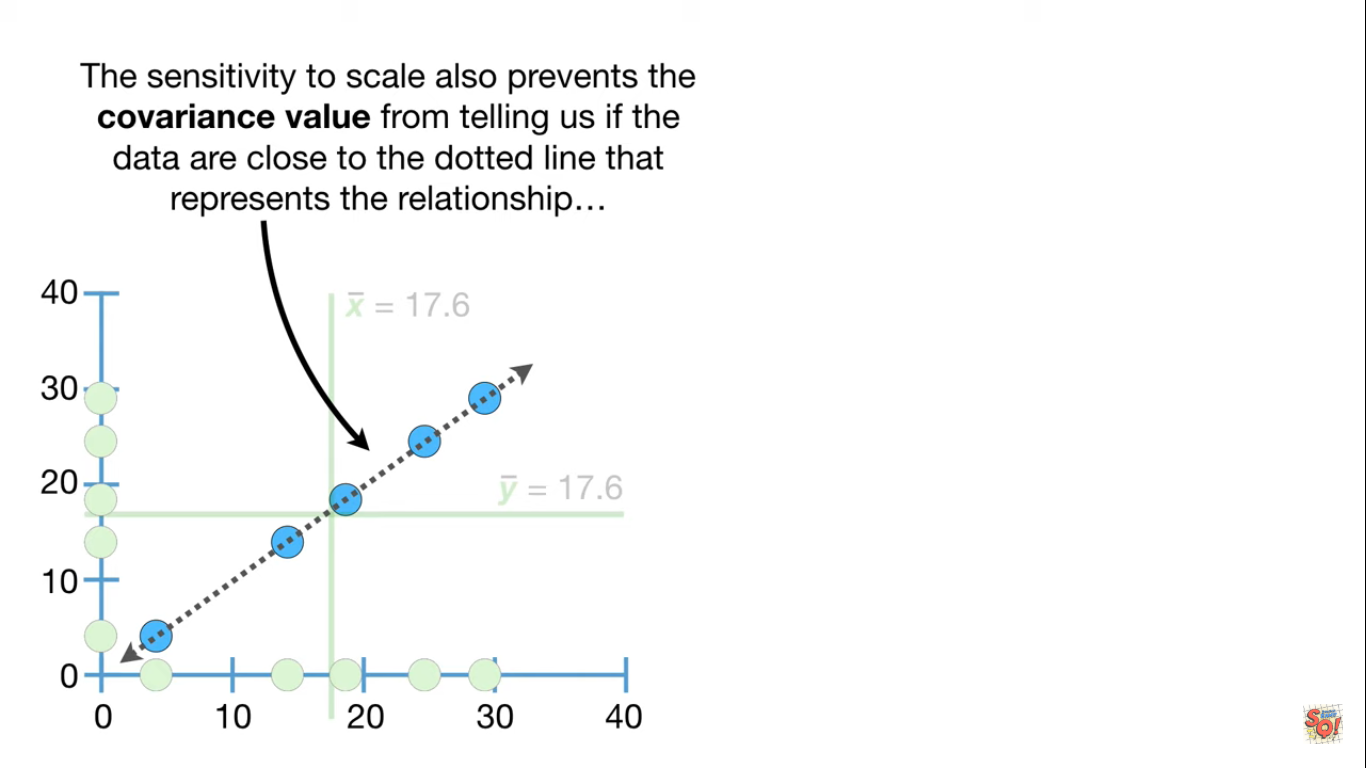 The sensitivity to scale also prevents the
covariance value from telling us if the
data are close to the dotted line that
represents the relationship…
40
x̄ = 17.6
30
ȳ = 17.6
20
10
0
0 10 20 30 40
SQ!